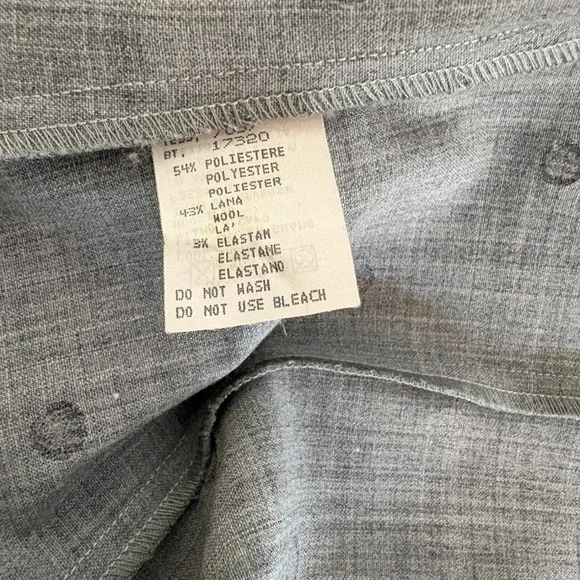 BT. 17320
54% POLIESTERE
POLYESTER
POLIESTER
43% LANA
WOOL
LA'
3% ELASTAN
ELASTANE
ELASTANO
DO NOT WASH
DO NOT USE BLEACH